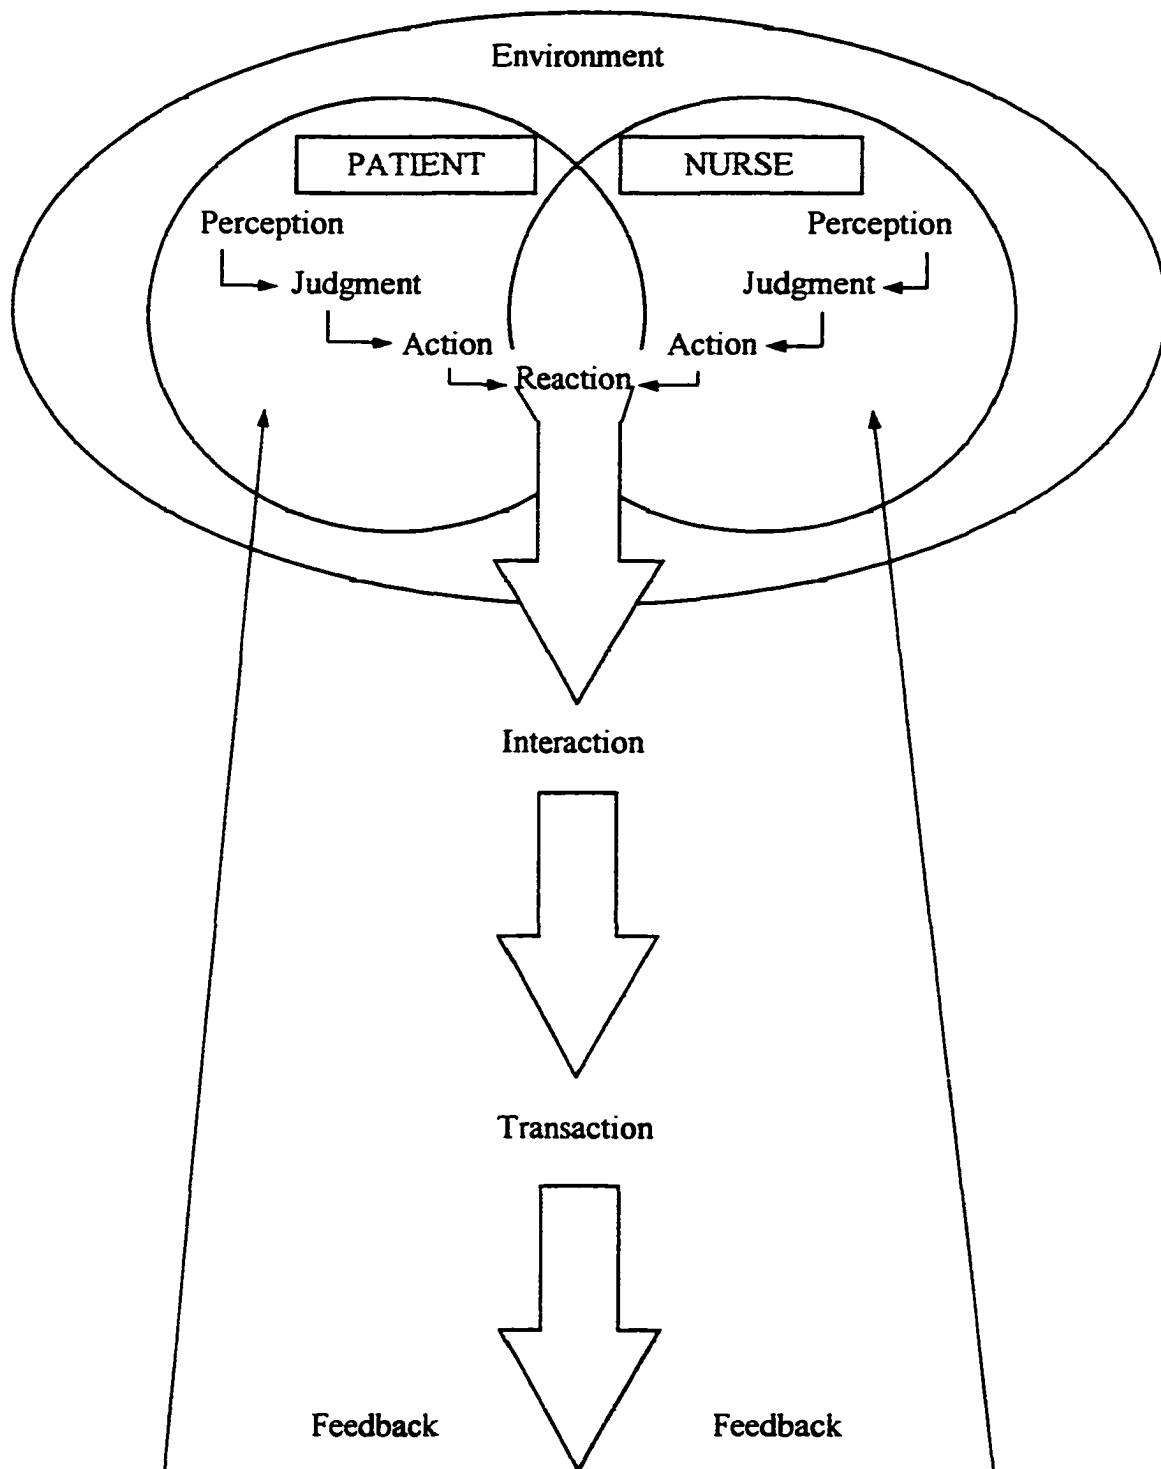 Environment
PATIENT NURSE
Perception Perception
Judgment Judgment
Action Action
Reaction
Interaction
Transaction
Feedback Feedback